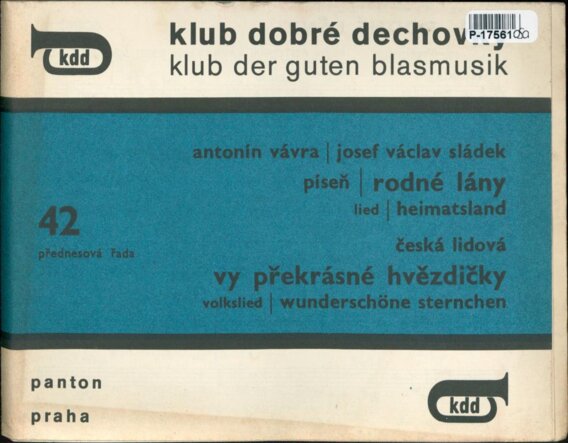 kdd
klub dobré dechovky
klub der guten blasmusik
antonín vávra | josef václav sládek
píseň | rodné lány
lied | heimatsland
42
přednesová řada
česká lidová
vy překrásné hvězdičky
volkslied | wunderschöne sternchen
panton
praha
kdd